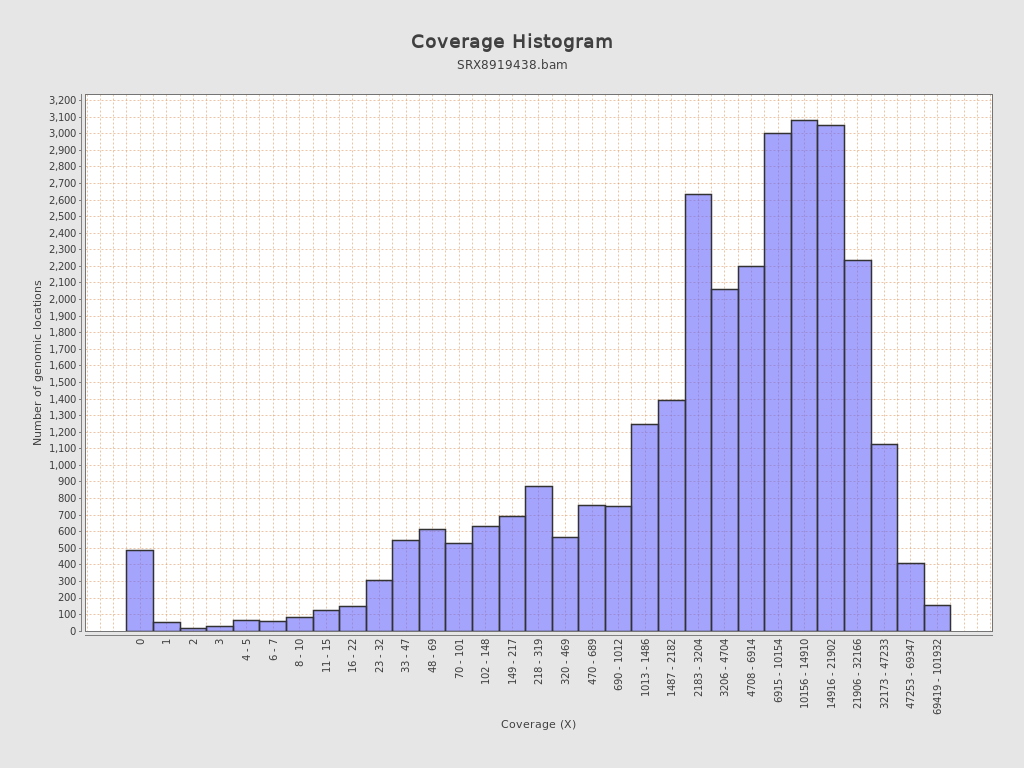 Coverage Histogram
SRX8919438.bam
Number of genomic locations
3,200
3,100
3,000
2,900
2,800
2,700
2,600
2,500
2,400
2,300
2,200
2,100
2,000
1,900
1,800
1,700
1,600
1,500
1,400
1,300
1,200
1,100
1,000
900
800
700
600
500
400
300
200
100
0
0
1
2
3
4 - 5
6 - 7
8 - 10
11 - 15
16 - 22
23 - 32
33 - 47
48 - 69
70 - 101
102 - 148
149 - 217
218 - 319
320 - 469
470 - 689
690 - 1012
1013 - 1486
1487 - 2182
2183 - 3204
3206 - 4704
4708 - 6914
6915 - 10154
10156 - 14910
14916 - 21902
21906 - 32166
32173 - 47233
47253 - 69347
69419 - 101932
Coverage (X)